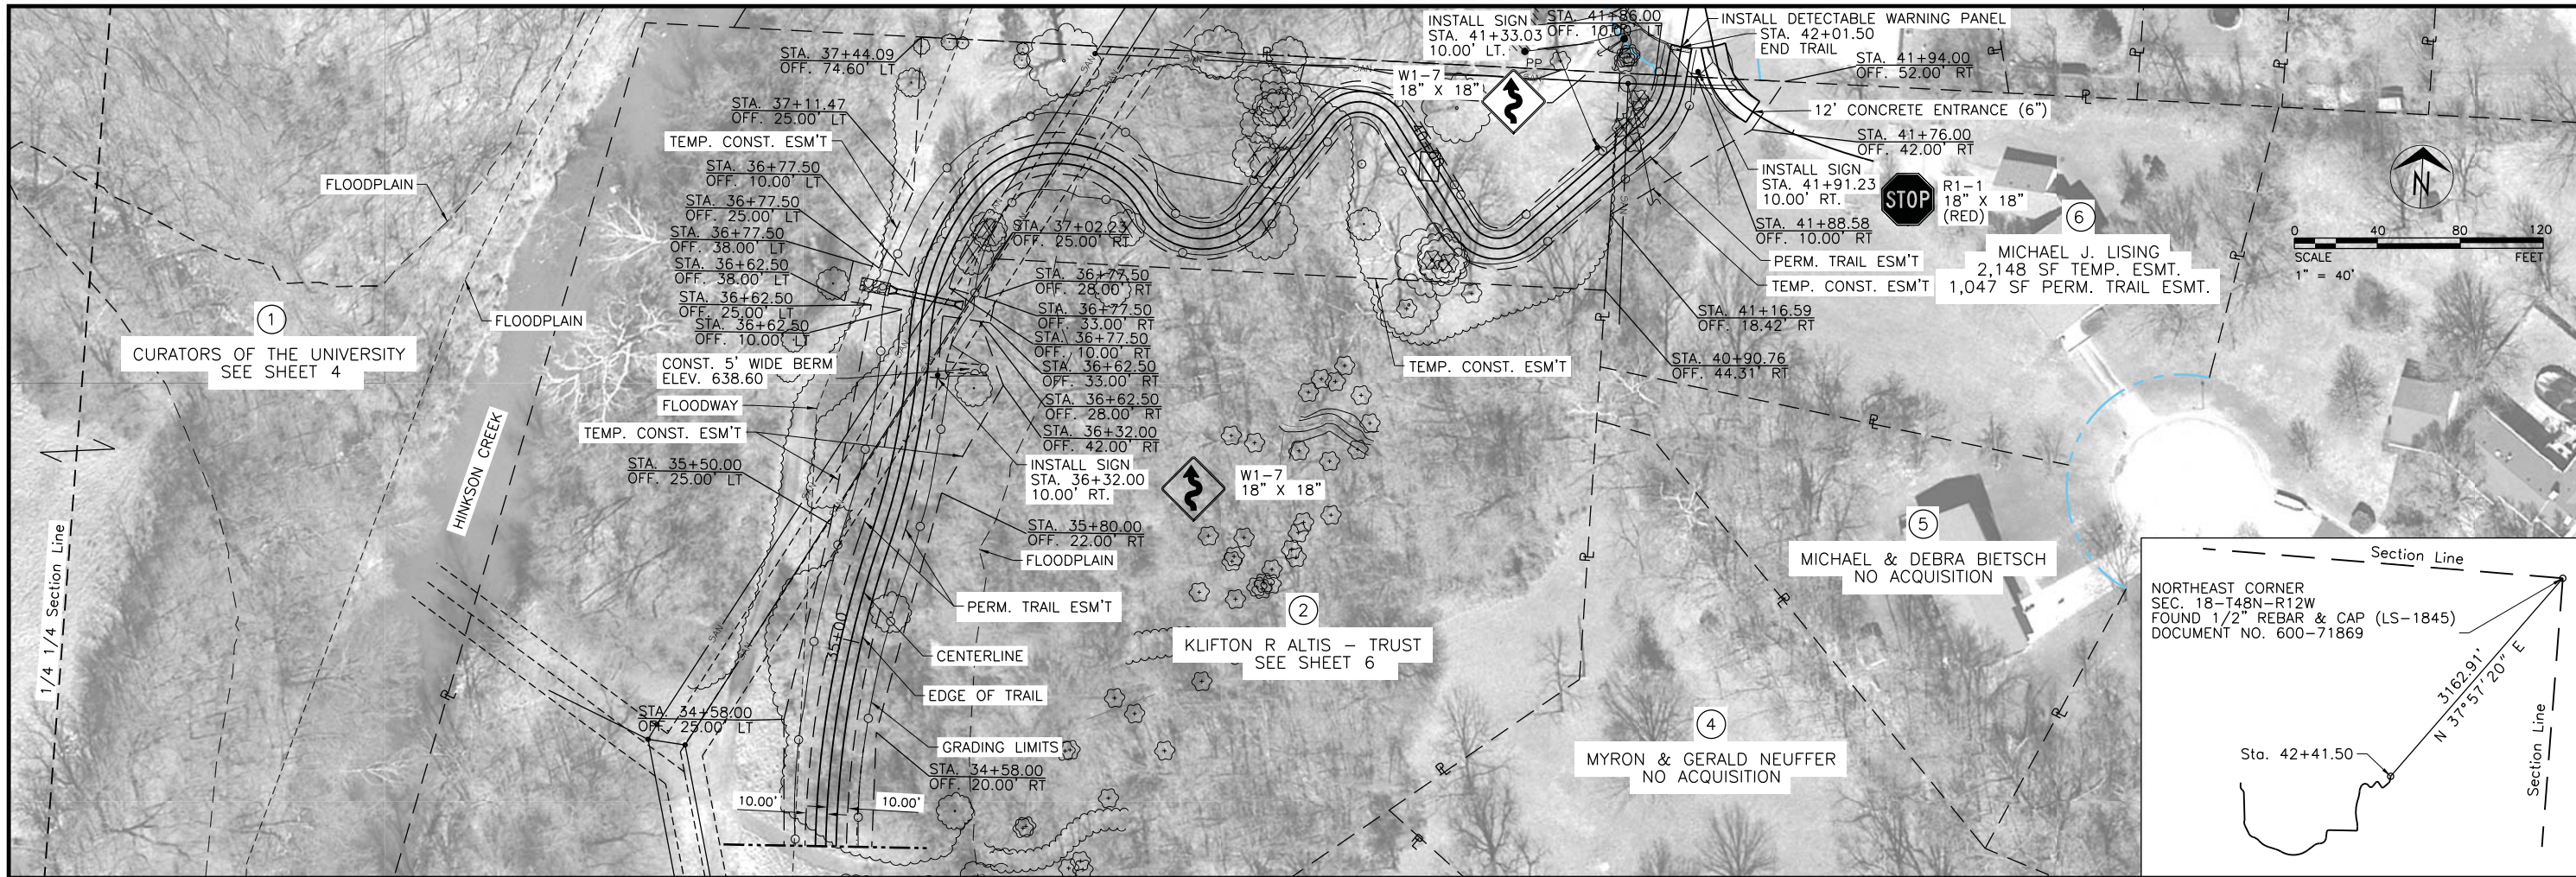 STA. 37+44.09
OFF. 74.60' LT
STA. 37+11.47
OFF. 25.00' LT
TEMP. CONST. ESM'T
STA. 36+77.50
OFF. 10.00' LT
STA. 36+77.50
OFF. 25.00' LT
STA. 36+77.50
OFF. 38.00' LT
STA. 36+62.50
OFF. 38.00' LT
STA. 36+62.50
OFF. 25.00' LT
STA. 36+62.50
OFF. 10.00' LT
CONST. 5' WIDE BERM
ELEV. 638.60
FLOODWAY
TEMP. CONST. ESM'T
STA. 35+50.00
OFF. 25.00' LT
STA. 34+58.00
OFF. 25.00' LT
FLOODPLAIN
FLOODPLAIN
1
CURATORS OF THE UNIVERSITY
SEE SHEET 4
HINKSON CREEK
1/4 1/4 Section Line
STA. 37+02.23
OFF. 25.00' RT
STA. 36+77.50
OFF. 28.00' RT
STA. 36+77.50
OFF. 33.00' RT
STA. 36+77.50
OFF. 10.00' RT
STA. 36+62.50
OFF. 33.00' RT
STA. 36+62.50
OFF. 28.00' RT
STA. 36+32.00
OFF. 42.00' RT
INSTALL SIGN
STA. 36+32.00
10.00' RT.
W1-7
18" X 18"
STA. 35+80.00
OFF. 22.00' RT
FLOODPLAIN
PERM. TRAIL ESM'T
35+00
CENTERLINE
EDGE OF TRAIL
GRADING LIMITS
STA. 34+58.00
OFF. 20.00' RT
10.00'
10.00'
2
KLIFTON R ALTIS - TRUST
SEE SHEET 6
INSTALL SIGN
STA. 41+33.03
10.00' LT.
STA. 41+86.00
OFF. 10.00' LT
PP
W1-7
18" X 18"
40+00
SAN
SAN
SAN
SAN
SAN
SAN
SAN
INSTALL DETECTABLE WARNING PANEL
STA. 42+01.50
END TRAIL
STA. 41+94.00
OFF. 52.00' RT
12' CONCRETE ENTRANCE (6")
STA. 41+76.00
OFF. 42.00' RT
INSTALL SIGN
STA. 41+91.23
10.00' RT.
STOP
R1-1
18" X 18"
(RED)
STA. 41+88.58
OFF. 10.00' RT
PERM. TRAIL ESM'T
TEMP. CONST. ESM'T
STA. 41+16.59
OFF. 18.42' RT
STA. 40+90.76
OFF. 44.31' RT
TEMP. CONST. ESM'T
6
MICHAEL J. LISING
2,148 SF TEMP. ESMT.
1,047 SF PERM. TRAIL ESMT.
N
0 40 80 120
SCALE FEET
1" = 40'
5
MICHAEL & DEBRA BIETSCH
NO ACQUISITION
4
MYRON & GERALD NEUFFER
NO ACQUISITION
Section Line
NORTHEAST CORNER
SEC. 18-T48N-R12W
FOUND 1/2" REBAR & CAP (LS-1845)
DOCUMENT NO. 600-71869
3162.91'
N 37°57'20" E
Sta. 42+41.50
Section Line